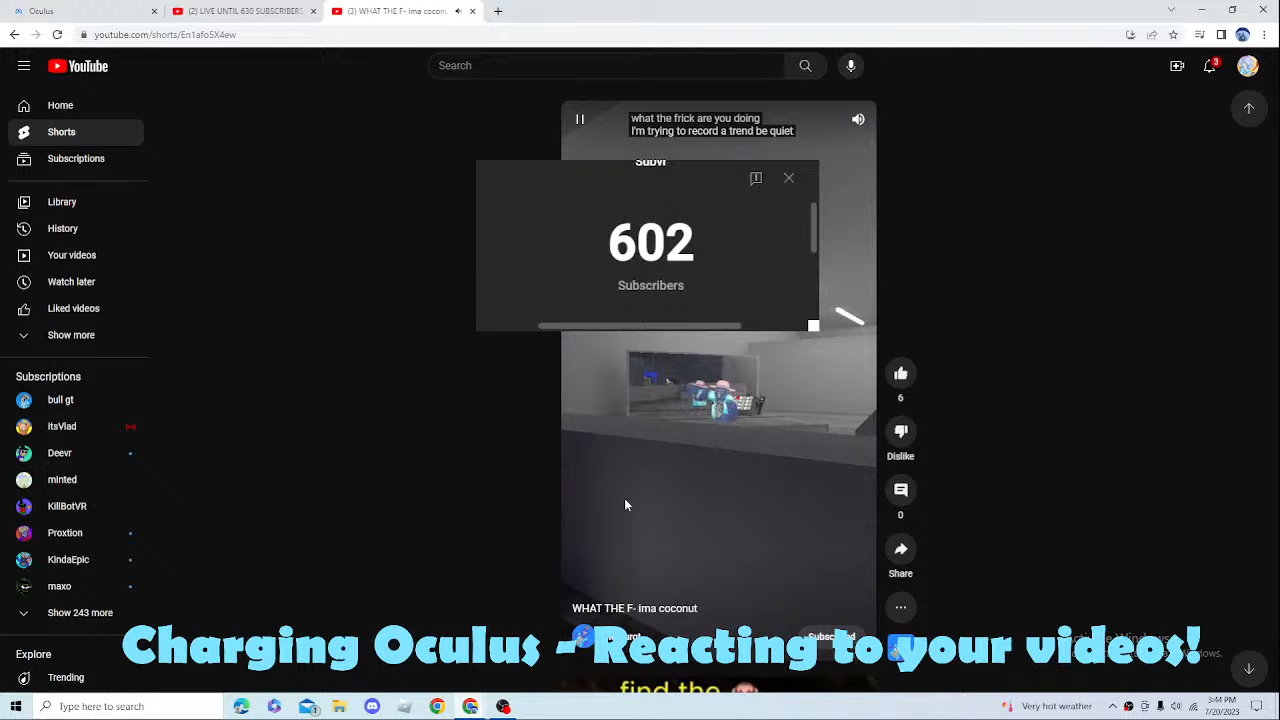 Oculus
(2) LIVE UNTIL 630 SUBSCRIBERS
(3) WHAT THE F- ima coconu
youtube.com/shorts/En1afo5X4ew
YouTube
Search
3
Home
Shorts
Subscriptions
Library
History
Your videos
Watch later
Liked videos
Show more
Subscriptions
bull gt
ItsVlad
Deevr
minted
KillBotVR
Proxtion
KindaEpic
maxo
Show 243 more
Explore
Trending
what the frick are you doing
I'm trying to record a trend be quiet
602
Subscribers
6
Dislike
0
Share
WHAT THE F- ima coconut
Charging Oculus - Reacting to your videos!
find the
Type here to search
Very hot weather
3:44 PM
7/20/2023